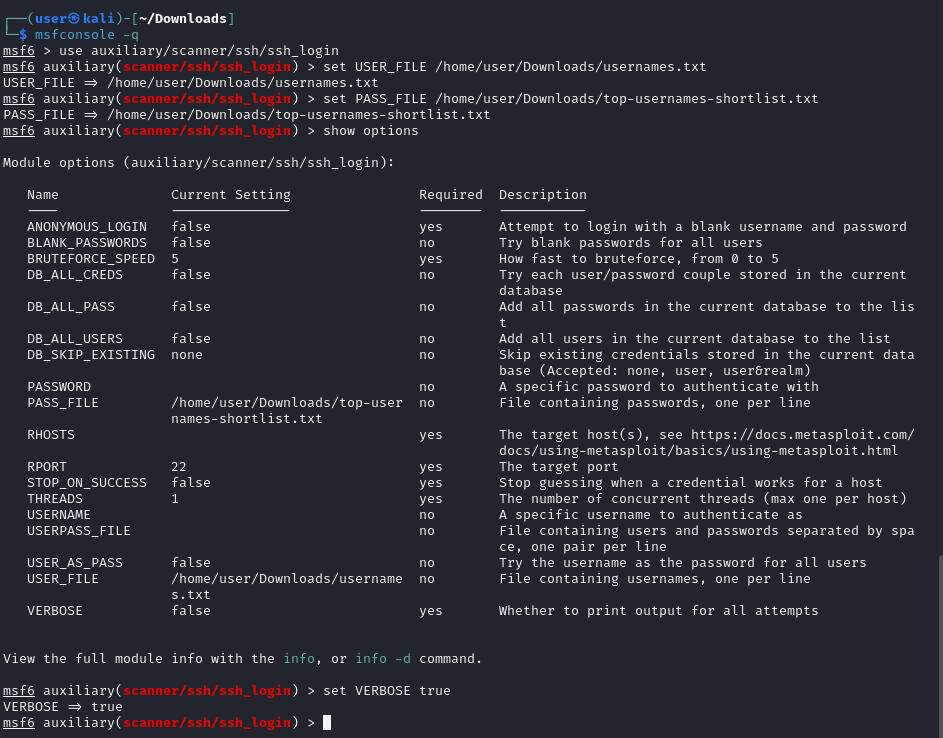 ┌──(user㉿kali)-[~/Downloads]
└─$ msfconsole -q
msf6 > use auxiliary/scanner/ssh/ssh_login
msf6 auxiliary(scanner/ssh/ssh_login) > set USER_FILE /home/user/Downloads/usernames.txt
USER_FILE => /home/user/Downloads/usernames.txt
msf6 auxiliary(scanner/ssh/ssh_login) > set PASS_FILE /home/user/Downloads/top-usernames-shortlist.txt
PASS_FILE => /home/user/Downloads/top-usernames-shortlist.txt
msf6 auxiliary(scanner/ssh/ssh_login) > show options
Module options (auxiliary/scanner/ssh/ssh_login):
Name Current Setting Required Description
ANONYMOUS_LOGIN false yes Attempt to login with a blank username and password
BLANK_PASSWORDS false no Try blank passwords for all users
BRUTEFORCE_SPEED 5 yes How fast to bruteforce, from 0 to 5
DB_ALL_CREDS false no Try each user/password couple stored in the current
database
DB_ALL_PASS false no Add all passwords in the current database to the lis
t
DB_ALL_USERS false no Add all users in the current database to the list
DB_SKIP_EXISTING none no Skip existing credentials stored in the current data
base (Accepted: none, user, user&realm)
PASSWORD no A specific password to authenticate with
PASS_FILE /home/user/Downloads/top-user no File containing passwords, one per line
names-shortlist.txt
RHOSTS yes The target host(s), see https://docs.metasploit.com/
docs/using-metasploit/basics/using-metasploit.html
RPORT 22 yes The target port
STOP_ON_SUCCESS false yes Stop guessing when a credential works for a host
THREADS 1 yes The number of concurrent threads (max one per host)
USERNAME no A specific username to authenticate as
USERPASS_FILE no File containing users and passwords separated by spa
ce, one pair per line
USER_AS_PASS false no Try the username as the password for all users
USER_FILE /home/user/Downloads/username no File containing usernames, one per line
s.txt
VERBOSE false yes Whether to print output for all attempts
View the full module info with the info, or info -d command.
msf6 auxiliary(scanner/ssh/ssh_login) > set VERBOSE true
VERBOSE => true
msf6 auxiliary(scanner/ssh/ssh_login) >